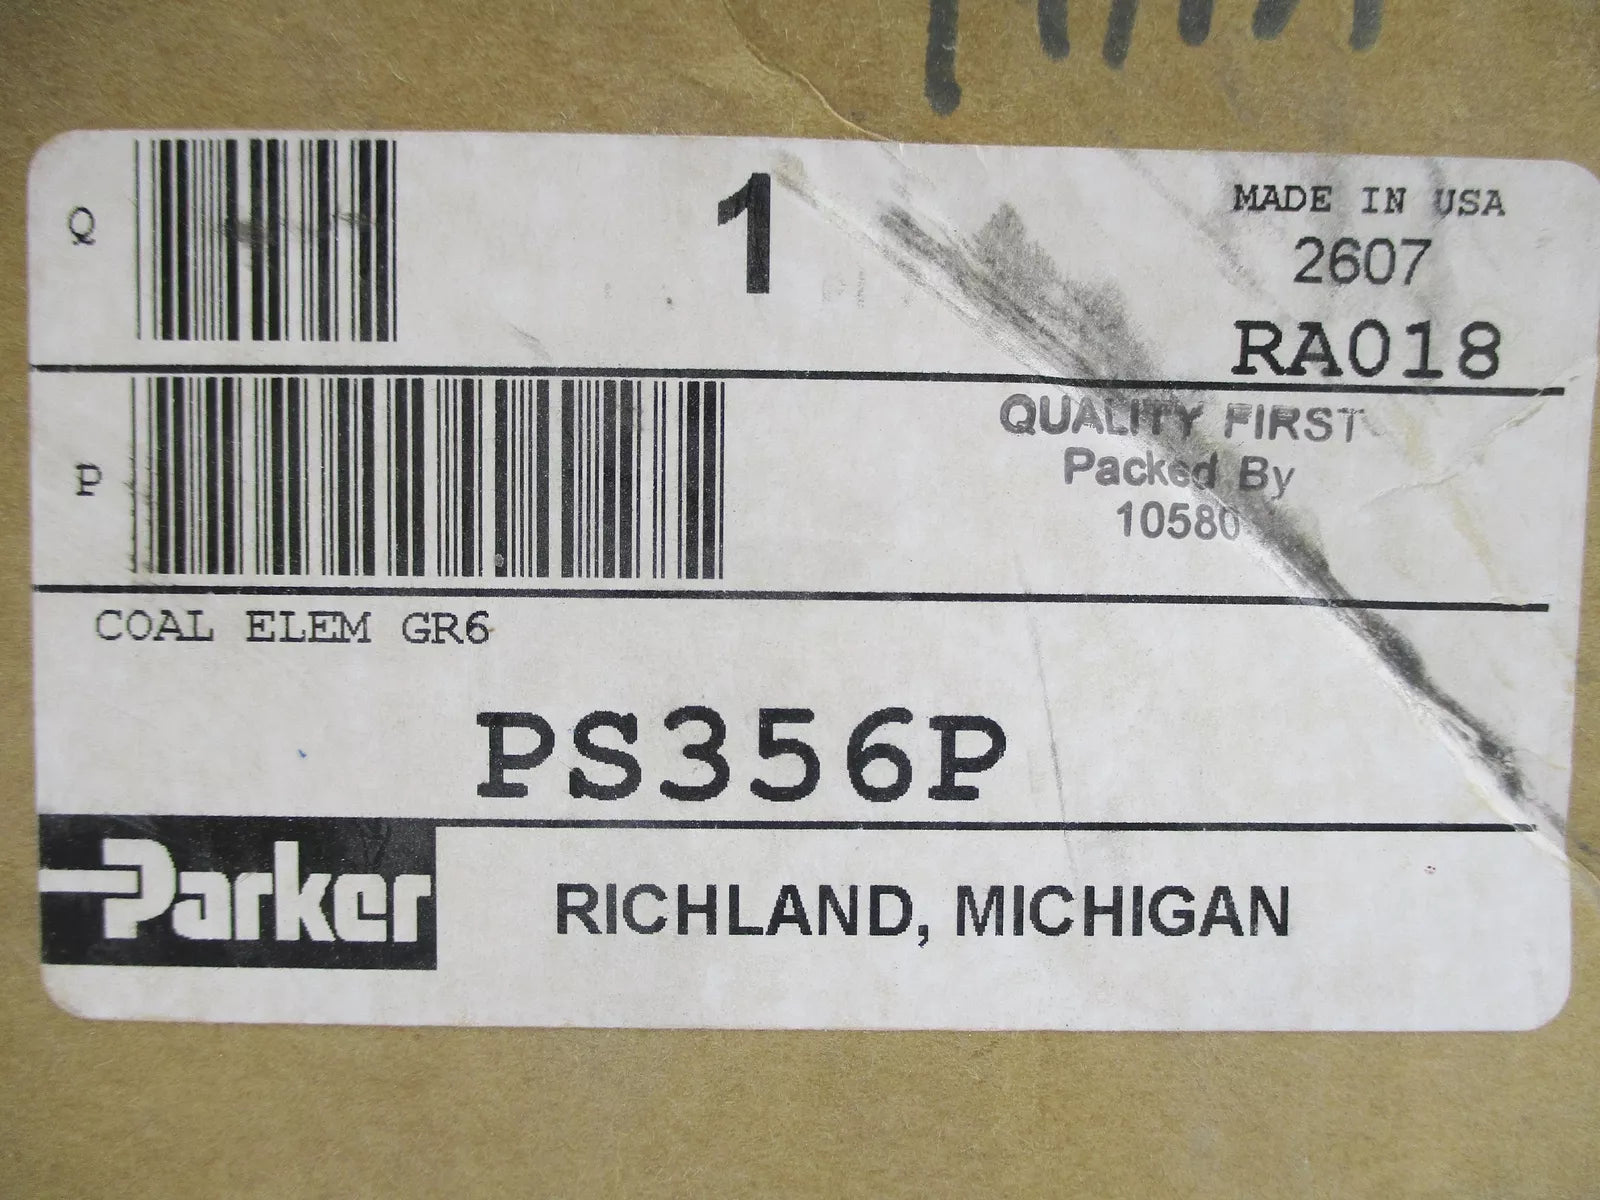 Q
1
MADE IN USA
2607
RA018
P
QUALITY FIRST
Packed By
10580
COAL ELEM GR6
PS356P
Parker
RICHLAND, MICHIGAN